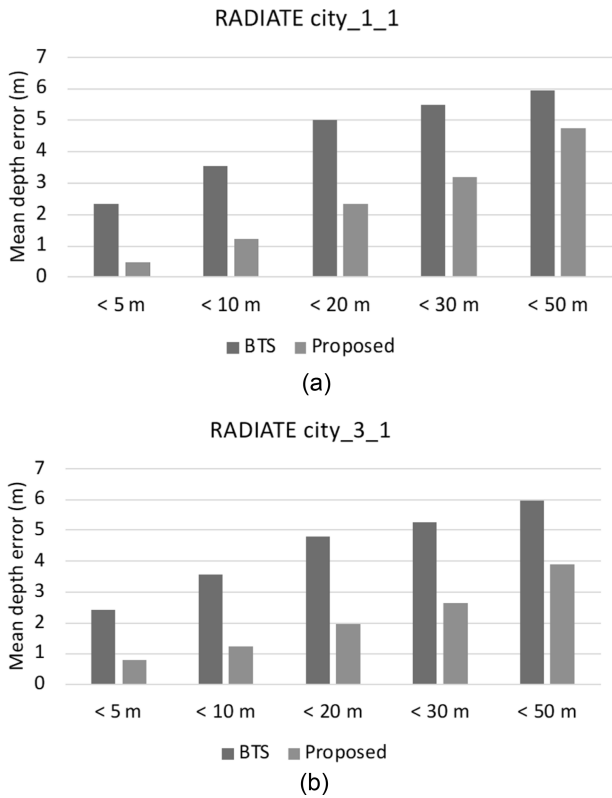 RADIATE city_1_1
Mean depth error (m)
7
6
5
4
3
2
1
0
< 5 m < 10 m < 20 m < 30 m < 50 m
BTS Proposed
(a)
RADIATE city_3_1
Mean depth error (m)
7
6
5
4
3
2
1
0
< 5 m < 10 m < 20 m < 30 m < 50 m
BTS Proposed
(b)